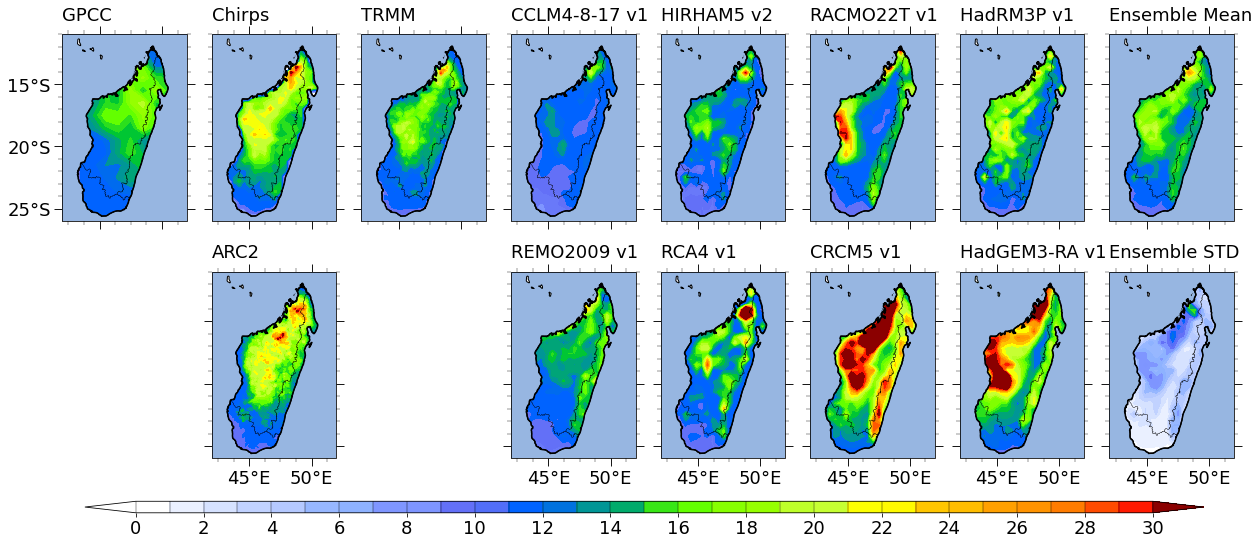 GPCC Chirps TRMM CCLM4-8-17 v1 HIRHAM5 v2 RACMO22T v1 HadRM3P v1 Ensemble Mean
15°S
20°S
25°S
ARC2 REMO2009 v1 RCA4 v1 CRCM5 v1 HadGEM3-RA v1 Ensemble STD
45°E 50°E 45°E 50°E 45°E 50°E 45°E 50°E 45°E 50°E 45°E 50°E
0 2 4 6 8 10 12 14 16 18 20 22 24 26 28 30